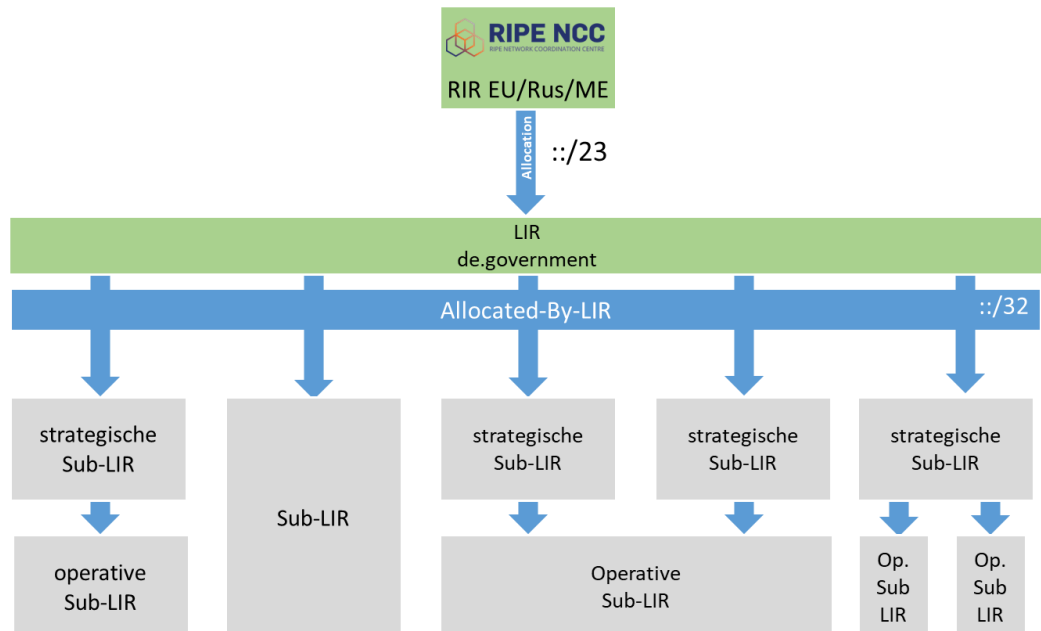 RIPE NCC
RIPE NETWORK COORDINATION CENTRE
RIR EU/Rus/ME
Allocation
::/23
LIR
de.government
Allocated-By-LIR
::/32
strategische
Sub-LIR
Sub-LIR
strategische
Sub-LIR
strategische
Sub-LIR
strategische
Sub-LIR
operative
Sub-LIR
Operative
Sub-LIR
Op.
Sub
LIR
Op.
Sub
LIR